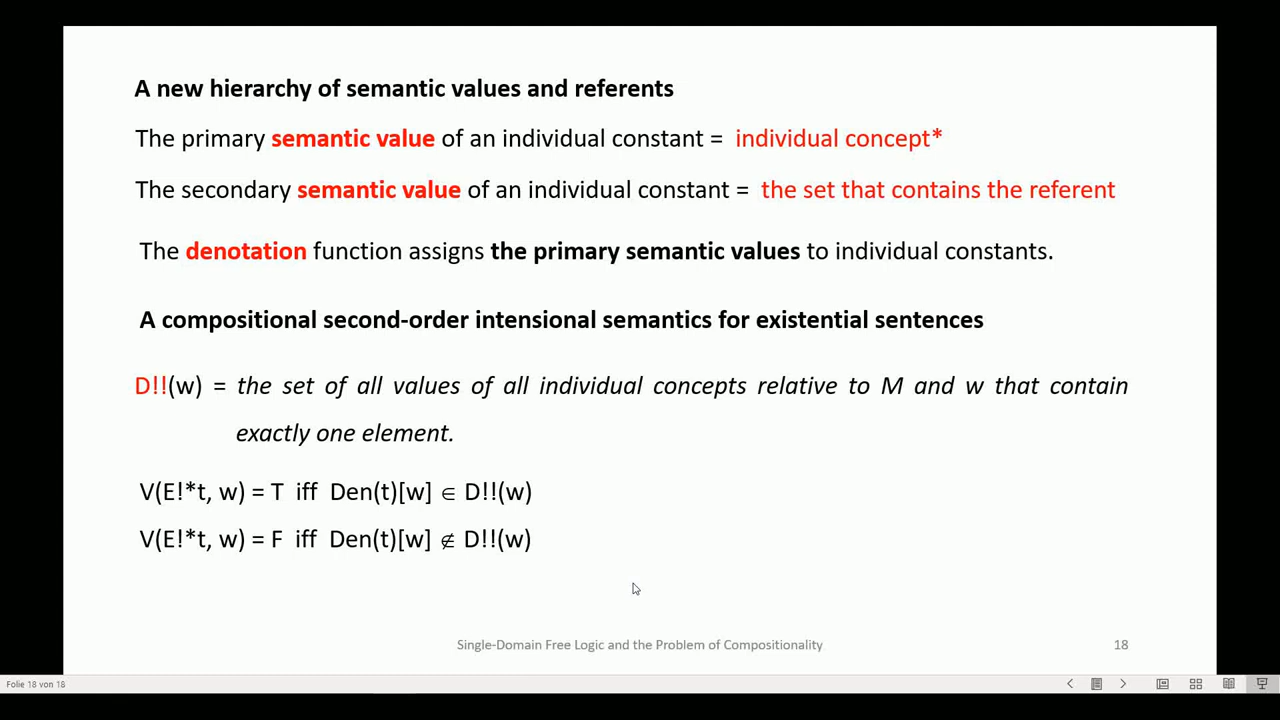 A new hierarchy of semantic values and referents
The primary semantic value of an individual constant = individual concept*
The secondary semantic value of an individual constant = the set that contains the referent
The denotation function assigns the primary semantic values to individual constants.
A compositional second-order intensional semantics for existential sentences
D!!(w) = the set of all values of all individual concepts relative to M and w that contain
exactly one element.
V(E!*t, w) = T iff Den(t)[w] ∈ D!!(w)
V(E!*t, w) = F iff Den(t)[w] ∉ D!!(w)
Single-Domain Free Logic and the Problem of Compositionality 18
Folie 18 von 18